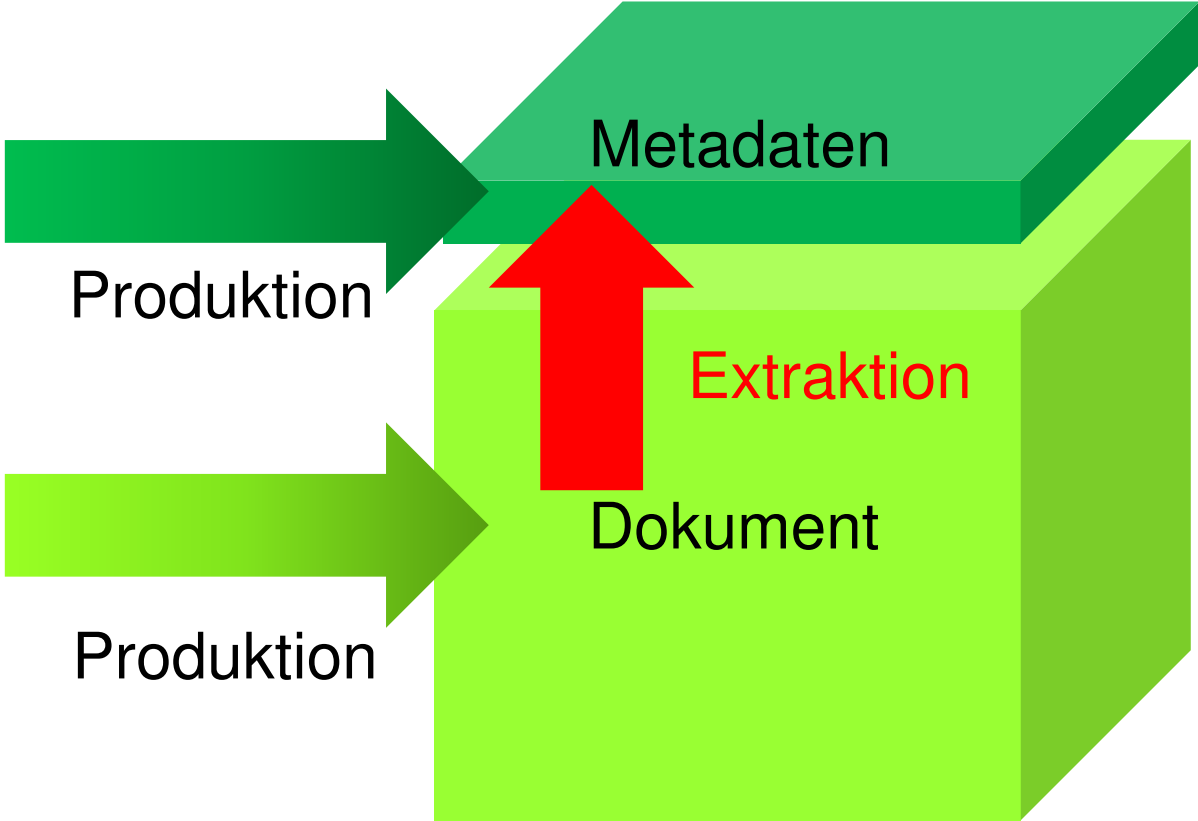 Metadaten
Produktion
Extraktion
Dokument
Produktion